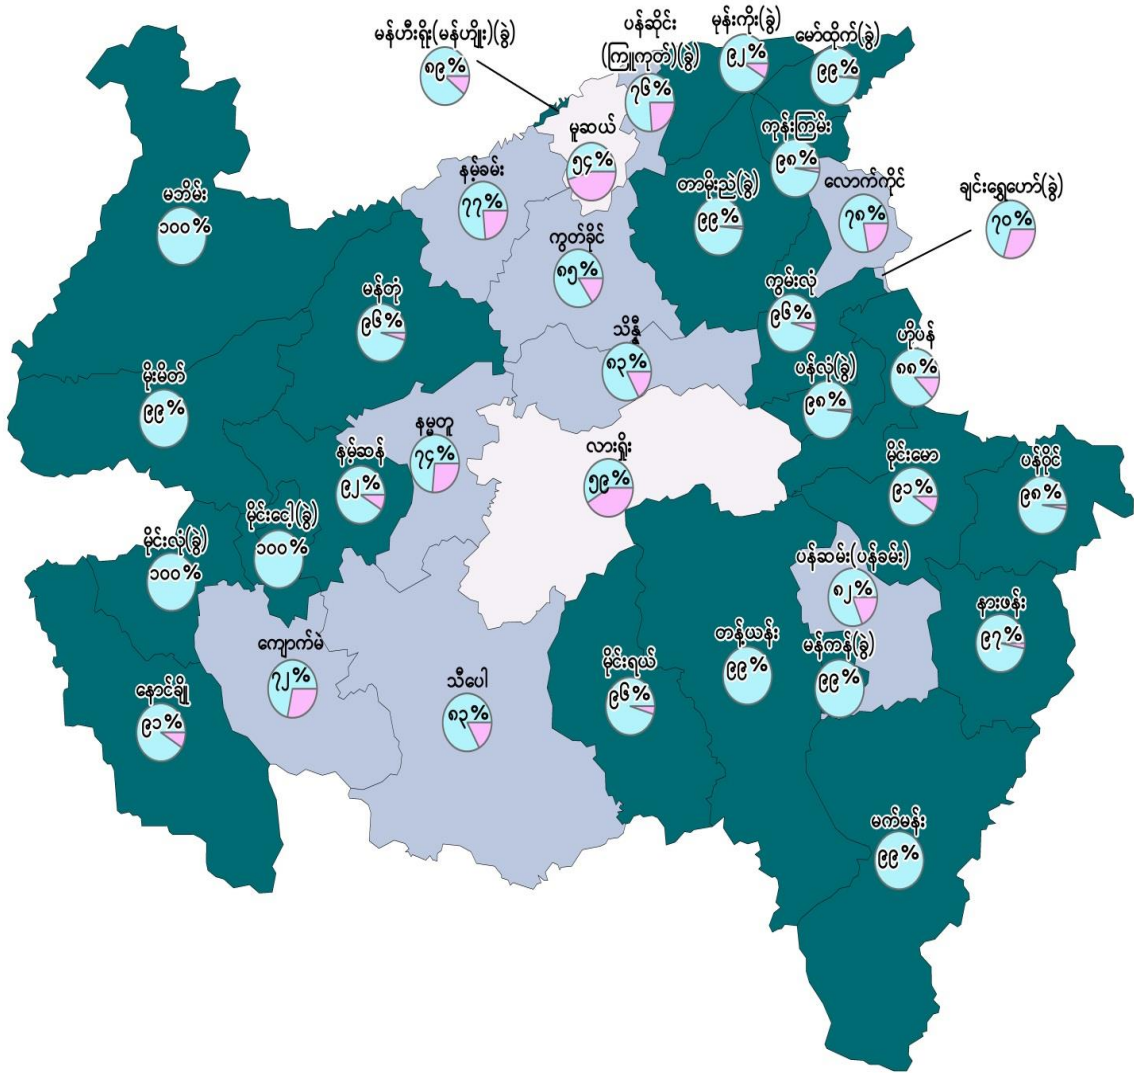 မန်ဟီးရိုး(မန်ဟျိုး)(ခွဲ)
၈၉%
ပန်ဆိုင်း
(ကြူကုတ်)(ခွဲ)
၇၆%
မုန်းကိုး(ခွဲ)
၉၂%
မော်ထိုက်(ခွဲ)
၉၉%
မူဆယ်
၅၄%
ကုန်းကြမ်း
၉၈%
နမ့်ခမ်း
၇၇%
မဘိမ်း
၁၀၀%
တာမိုးညဲ(ခွဲ)
၉၉%
လောက်ကိုင်
၇၈%
ချင်းရွှေဟော်(ခွဲ)
၇၀%
ကွတ်ခိုင်
၈၅%
မန်တုံ
၉၆%
ကွမ်းလုံ
၉၆%
သိန္နီ
၈၃%
ဟိုပန်
၈၈%
မိုးမိတ်
၉၉%
ပန်လုံ(ခွဲ)
၉၈%
နမ္မတူ
၇၄%
နမ့်ဆန်
၉၂%
လားရှိုး
၅၉%
မိုင်းမော
၉၁%
ပန်ဝိုင်
၉၈%
မိုင်းငေါ့(ခွဲ)
၁၀၀%
မိုင်းလုံ(ခွဲ)
၁၀၀%
ပန်ဆမ်း(ပန်ခမ်း)
၈၂%
နားဖန်း
၉၇%
ကျောက်မဲ
၇၂%
တန့်ယန်း
၉၉%
မန်ကန်(ခွဲ)
၉၉%
မိုင်းရယ်
၉၆%
သီပေါ
၈၃%
နောင်ချို
၉၁%
မက်မန်း
၉၉%